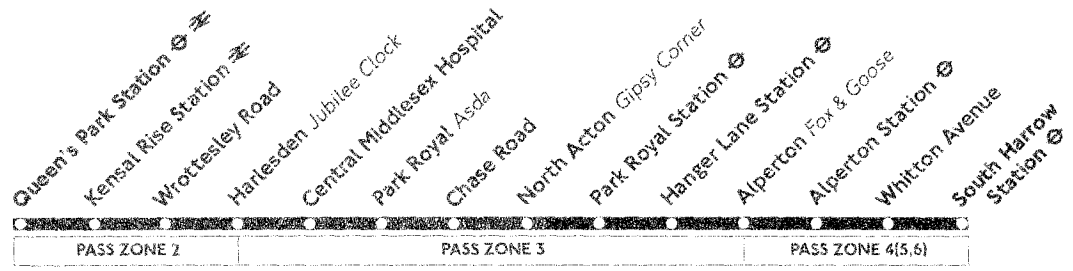 Queen's Park Station
Kensal Rise Station
Wrottesley Road
Harlesden Jubilee Clock
Central Middlesex Hospital
Park Royal Asda
Chase Road
North Acton Gipsy Corner
Park Royal Station
Hanger Lane Station
Alperton Fox & Goose
Alperton Station
Whitton Avenue
South Harrow
Station
PASS ZONE 2
PASS ZONE 3
PASS ZONE 4(5,6)